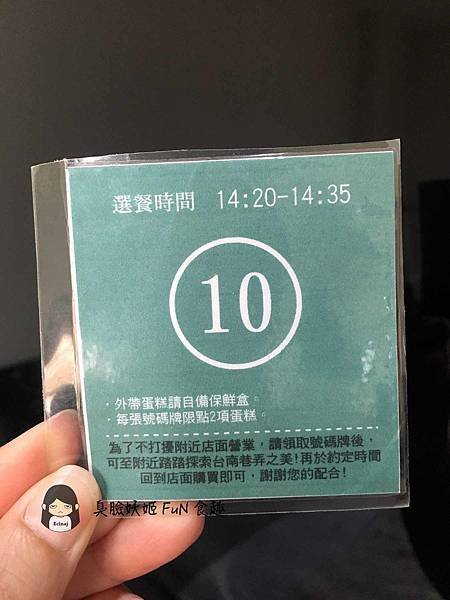 選餐時間 14:20-14:35
10
·外帶蛋糕請自備保鮮盒。
·每張號碼牌限點2項蛋糕。
為了不打擾附近店面營業，請領取號碼牌後，
可至附近踏踏探索台南巷弄之美!再於約定時間
回到店面購買即可，謝謝您的配合!
Ecinaj
臭臉妖姬 FuN 食趣